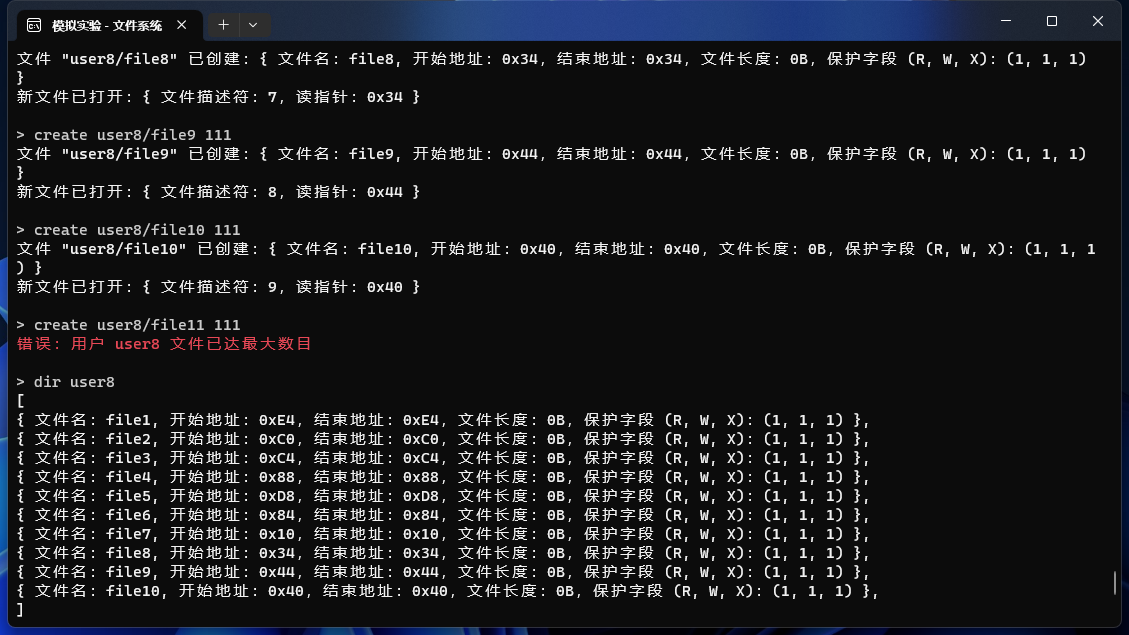 模拟实验 - 文件系统
文件 "user8/file8" 已创建: { 文件名: file8, 开始地址: 0x34, 结束地址: 0x34, 文件长度: 0B, 保护字段 (R, W, X): (1, 1, 1)
}
新文件已打开: { 文件描述符: 7, 读指针: 0x34 }
> create user8/file9 111
文件 "user8/file9" 已创建: { 文件名: file9, 开始地址: 0x44, 结束地址: 0x44, 文件长度: 0B, 保护字段 (R, W, X): (1, 1, 1)
}
新文件已打开: { 文件描述符: 8, 读指针: 0x44 }
> create user8/file10 111
文件 "user8/file10" 已创建: { 文件名: file10, 开始地址: 0x40, 结束地址: 0x40, 文件长度: 0B, 保护字段 (R, W, X): (1, 1, 1
) }
新文件已打开: { 文件描述符: 9, 读指针: 0x40 }
> create user8/file11 111
错误: 用户 user8 文件已达最大数目
> dir user8
[
{ 文件名: file1, 开始地址: 0xE4, 结束地址: 0xE4, 文件长度: 0B, 保护字段 (R, W, X): (1, 1, 1) },
{ 文件名: file2, 开始地址: 0xC0, 结束地址: 0xC0, 文件长度: 0B, 保护字段 (R, W, X): (1, 1, 1) },
{ 文件名: file3, 开始地址: 0xC4, 结束地址: 0xC4, 文件长度: 0B, 保护字段 (R, W, X): (1, 1, 1) },
{ 文件名: file4, 开始地址: 0x88, 结束地址: 0x88, 文件长度: 0B, 保护字段 (R, W, X): (1, 1, 1) },
{ 文件名: file5, 开始地址: 0xD8, 结束地址: 0xD8, 文件长度: 0B, 保护字段 (R, W, X): (1, 1, 1) },
{ 文件名: file6, 开始地址: 0x84, 结束地址: 0x84, 文件长度: 0B, 保护字段 (R, W, X): (1, 1, 1) },
{ 文件名: file7, 开始地址: 0x10, 结束地址: 0x10, 文件长度: 0B, 保护字段 (R, W, X): (1, 1, 1) },
{ 文件名: file8, 开始地址: 0x34, 结束地址: 0x34, 文件长度: 0B, 保护字段 (R, W, X): (1, 1, 1) },
{ 文件名: file9, 开始地址: 0x44, 结束地址: 0x44, 文件长度: 0B, 保护字段 (R, W, X): (1, 1, 1) },
{ 文件名: file10, 开始地址: 0x40, 结束地址: 0x40, 文件长度: 0B, 保护字段 (R, W, X): (1, 1, 1) },
]